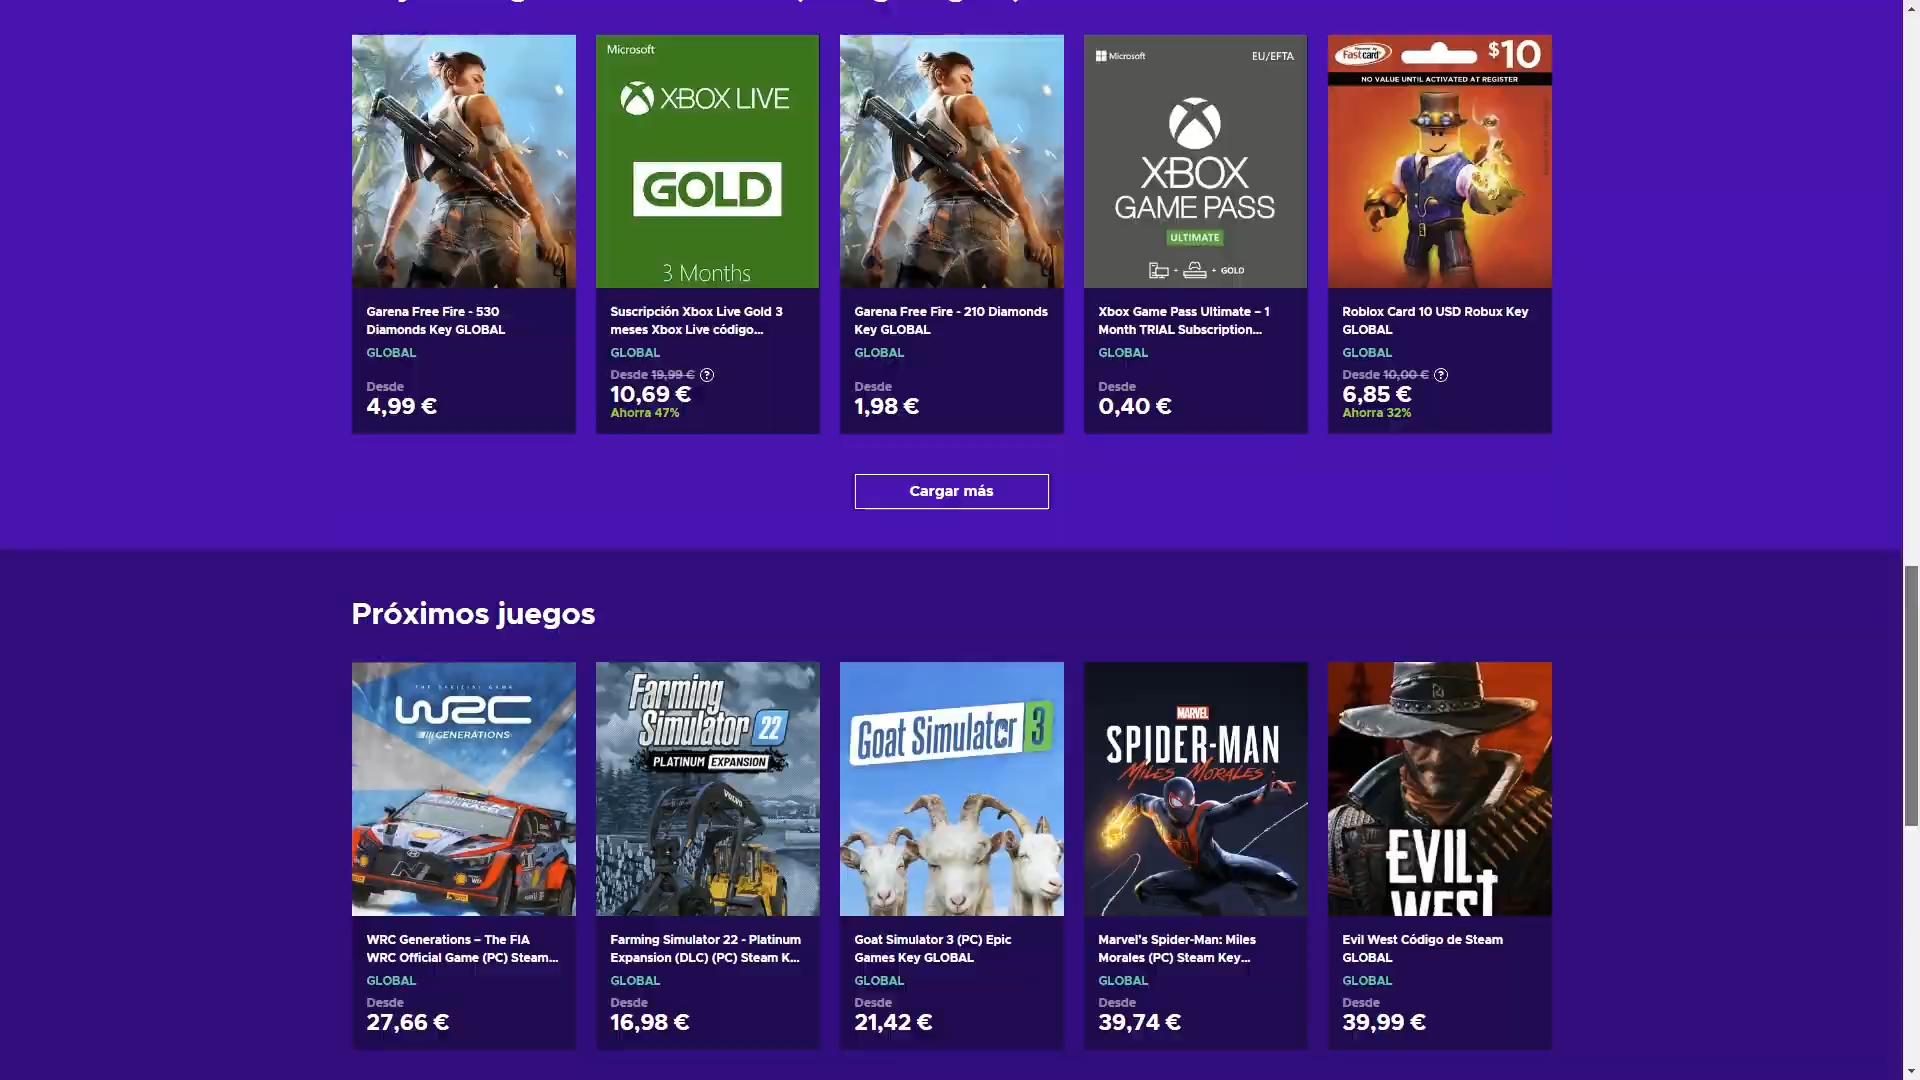 Microsoft
XBOX LIVE
GOLD
3 Months
Microsoft
EU/EFTA
XBOX
GAME PASS
ULTIMATE
+ + GOLD
Fastcard
$10
NO VALUE UNTIL ACTIVATED AT REGISTER
Garena Free Fire - 530
Diamonds Key GLOBAL
GLOBAL
Desde
4,99 €
Suscripción Xbox Live Gold 3
meses Xbox Live código...
GLOBAL
Desde 19,99 € ?
10,69 €
Ahorra 47%
Garena Free Fire - 210 Diamonds
Key GLOBAL
GLOBAL
Desde
1,98 €
Xbox Game Pass Ultimate – 1
Month TRIAL Subscription...
GLOBAL
Desde
0,40 €
Roblox Card 10 USD Robux Key
GLOBAL
GLOBAL
Desde 10,00 € ?
6,85 €
Ahorra 32%
Cargar más
Próximos juegos
THE OFFICIAL GAME
WRC
GENERATIONS
Farming
Simulator 22
PLATINUM EXPANSION
VOLVO
Goat Simulator 3
MARVEL
SPIDER-MAN
MILES MORALES
EVIL
WEST
WRC Generations – The FIA
WRC Official Game (PC) Steam...
GLOBAL
Desde
27,66 €
Farming Simulator 22 - Platinum
Expansion (DLC) (PC) Steam K...
GLOBAL
Desde
16,98 €
Goat Simulator 3 (PC) Epic
Games Key GLOBAL
GLOBAL
Desde
21,42 €
Marvel's Spider-Man: Miles
Morales (PC) Steam Key...
GLOBAL
Desde
39,74 €
Evil West Código de Steam
GLOBAL
GLOBAL
Desde
39,99 €